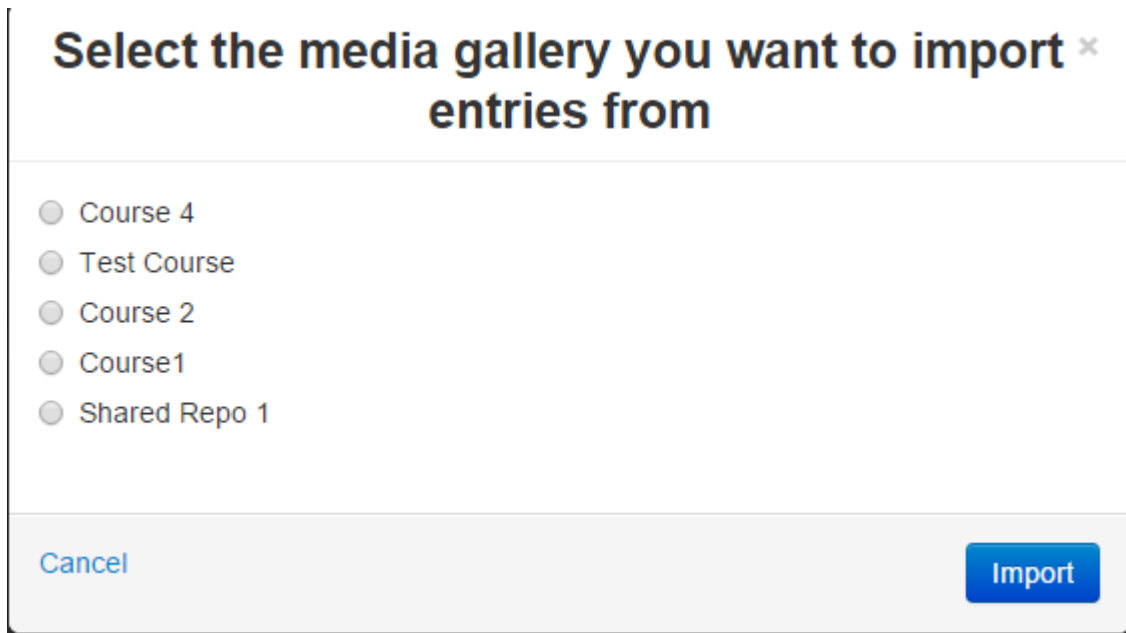 Select the media gallery you want to import ×
entries from
Course 4
Test Course
Course 2
Course1
Shared Repo 1
Cancel
Import